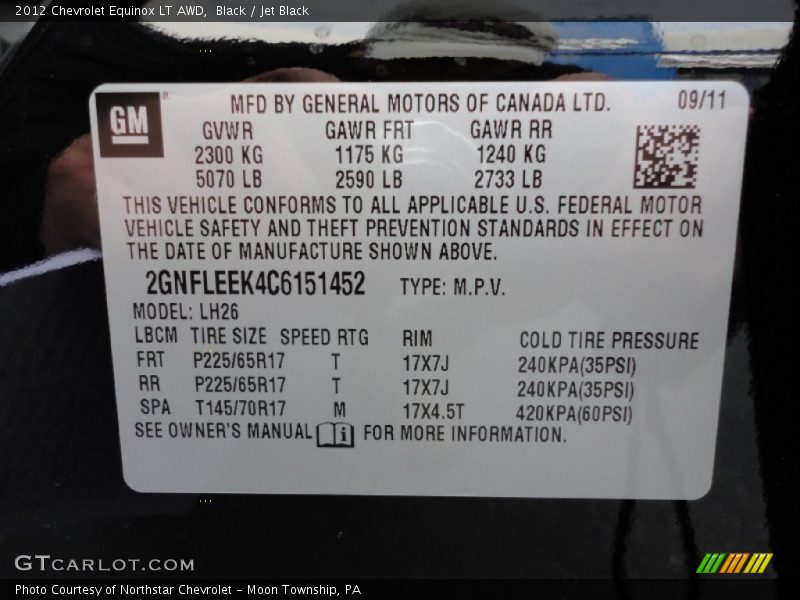 2012 Chevrolet Equinox LT AWD,  Black / Jet Black
GM ® MFD BY GENERAL MOTORS OF CANADA LTD. 09/11
GVWR GAWR FRT GAWR RR
2300 KG 1175 KG 1240 KG
5070 LB 2590 LB 2733 LB
THIS VEHICLE CONFORMS TO ALL APPLICABLE U.S. FEDERAL MOTOR
VEHICLE SAFETY AND THEFT PREVENTION STANDARDS IN EFFECT ON
THE DATE OF MANUFACTURE SHOWN ABOVE.
2GNFLEEK4C6151452 TYPE: M.P.V.
MODEL: LH26
LBCM TIRE SIZE SPEED RTG RIM COLD TIRE PRESSURE
FRT P225/65R17 T 17X7J 240KPA(35PSI)
RR P225/65R17 T 17X7J 240KPA(35PSI)
SPA T145/70R17 M 17X4.5T 420KPA(60PSI)
SEE OWNER'S MANUAL i FOR MORE INFORMATION.
GTCARLOT.COM
Photo Courtesy of Northstar Chevrolet - Moon Township, PA